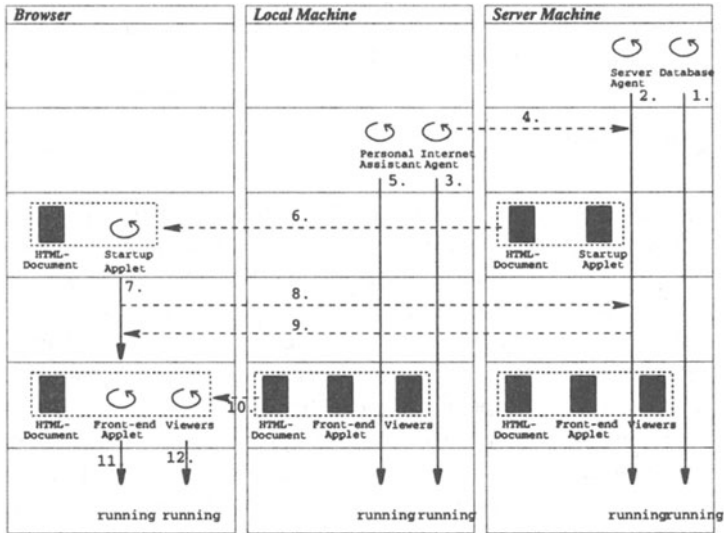 Browser
Local Machine
Server Machine
Server Database
Agent
2.
1.
4.
Personal Internet
Assistant Agent
5.
3.
6.
HTML-
Document
Startup
Applet
HTML-
Document
Startup
Applet
7.
8.
9.
10.
HTML-
Document
Front-end
Applet
Viewers
HTML-
Document
Front-end
Applet
Viewers
HTML-
Document
Front-end
Applet
Viewers
11
12.
running running
running running
running running